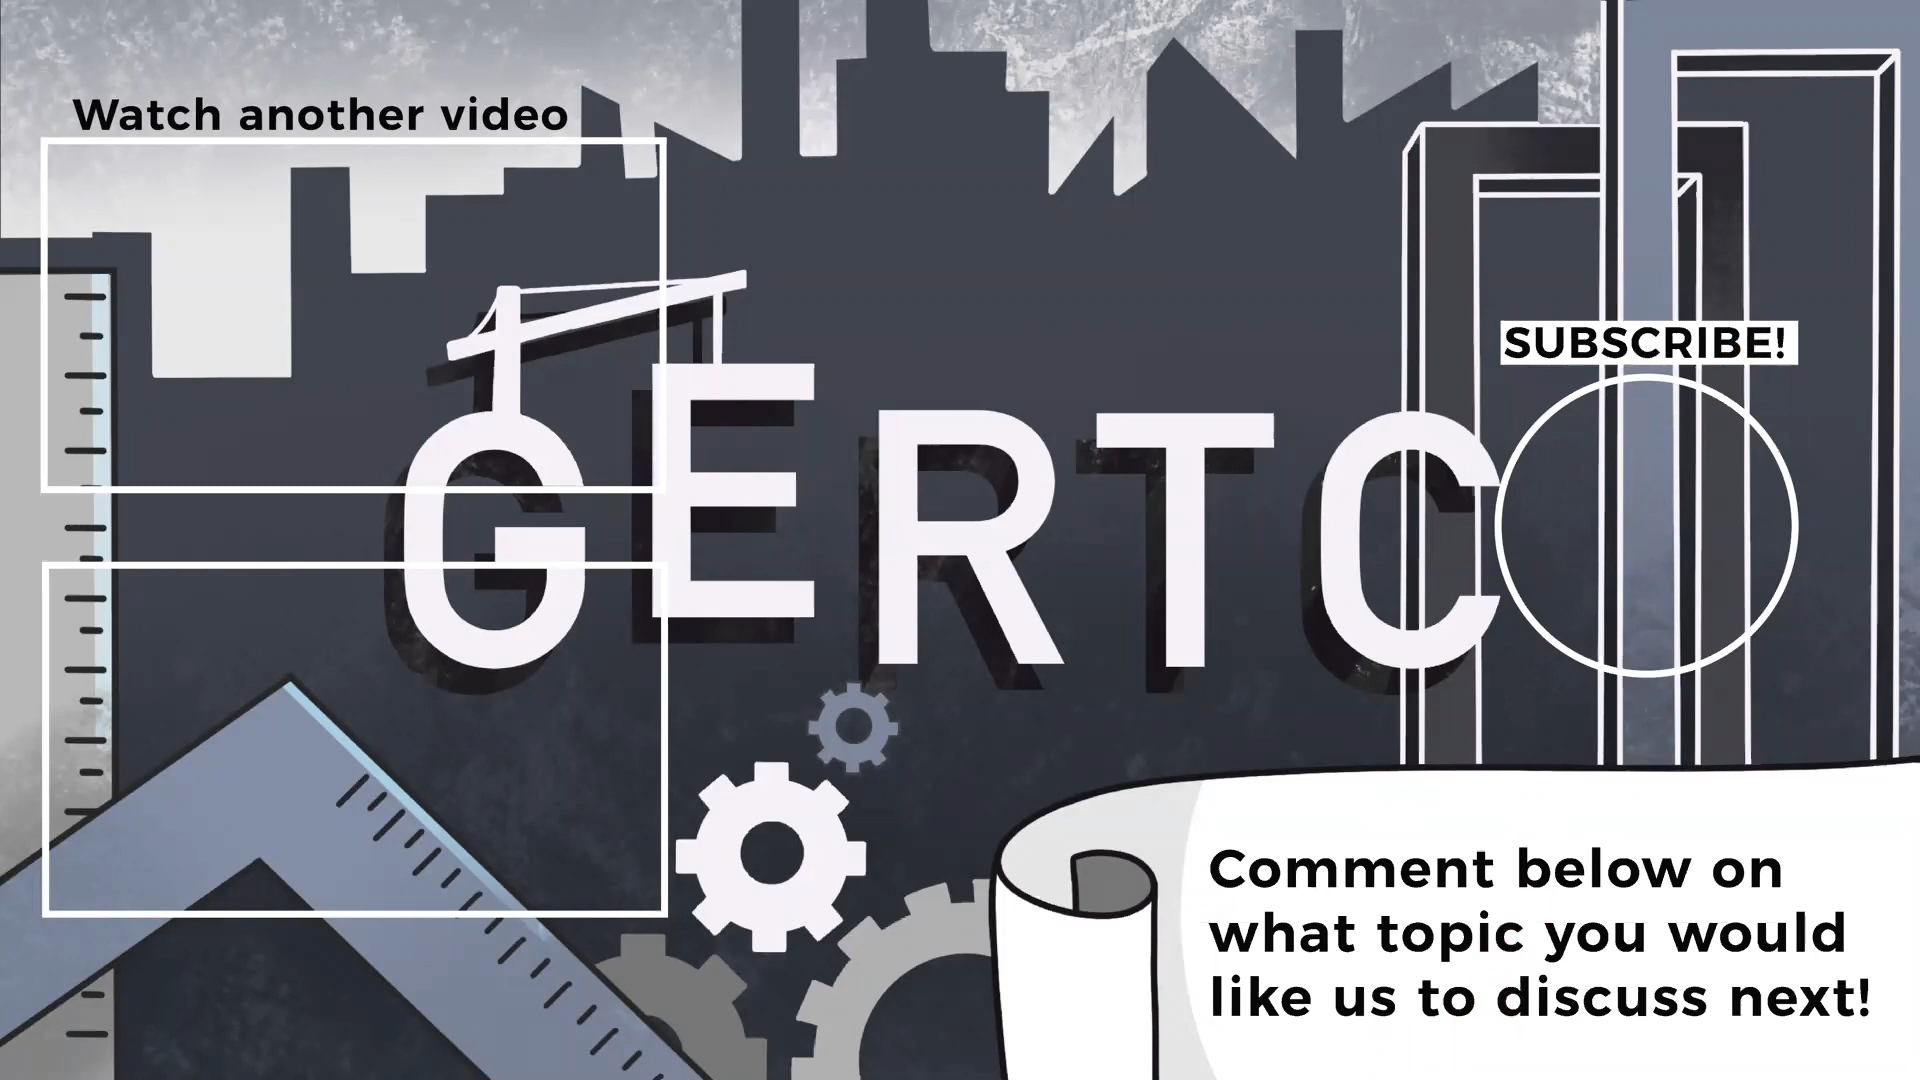 Watch another video
SUBSCRIBE!
GERTC
Comment below on
what topic you would
like us to discuss next!